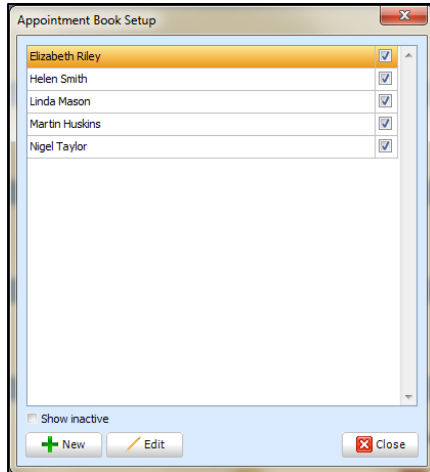 Appointment Book Setup
Elizabeth Riley
Helen Smith
Linda Mason
Martin Huskins
Nigel Taylor
Show inactive
New Edit Close